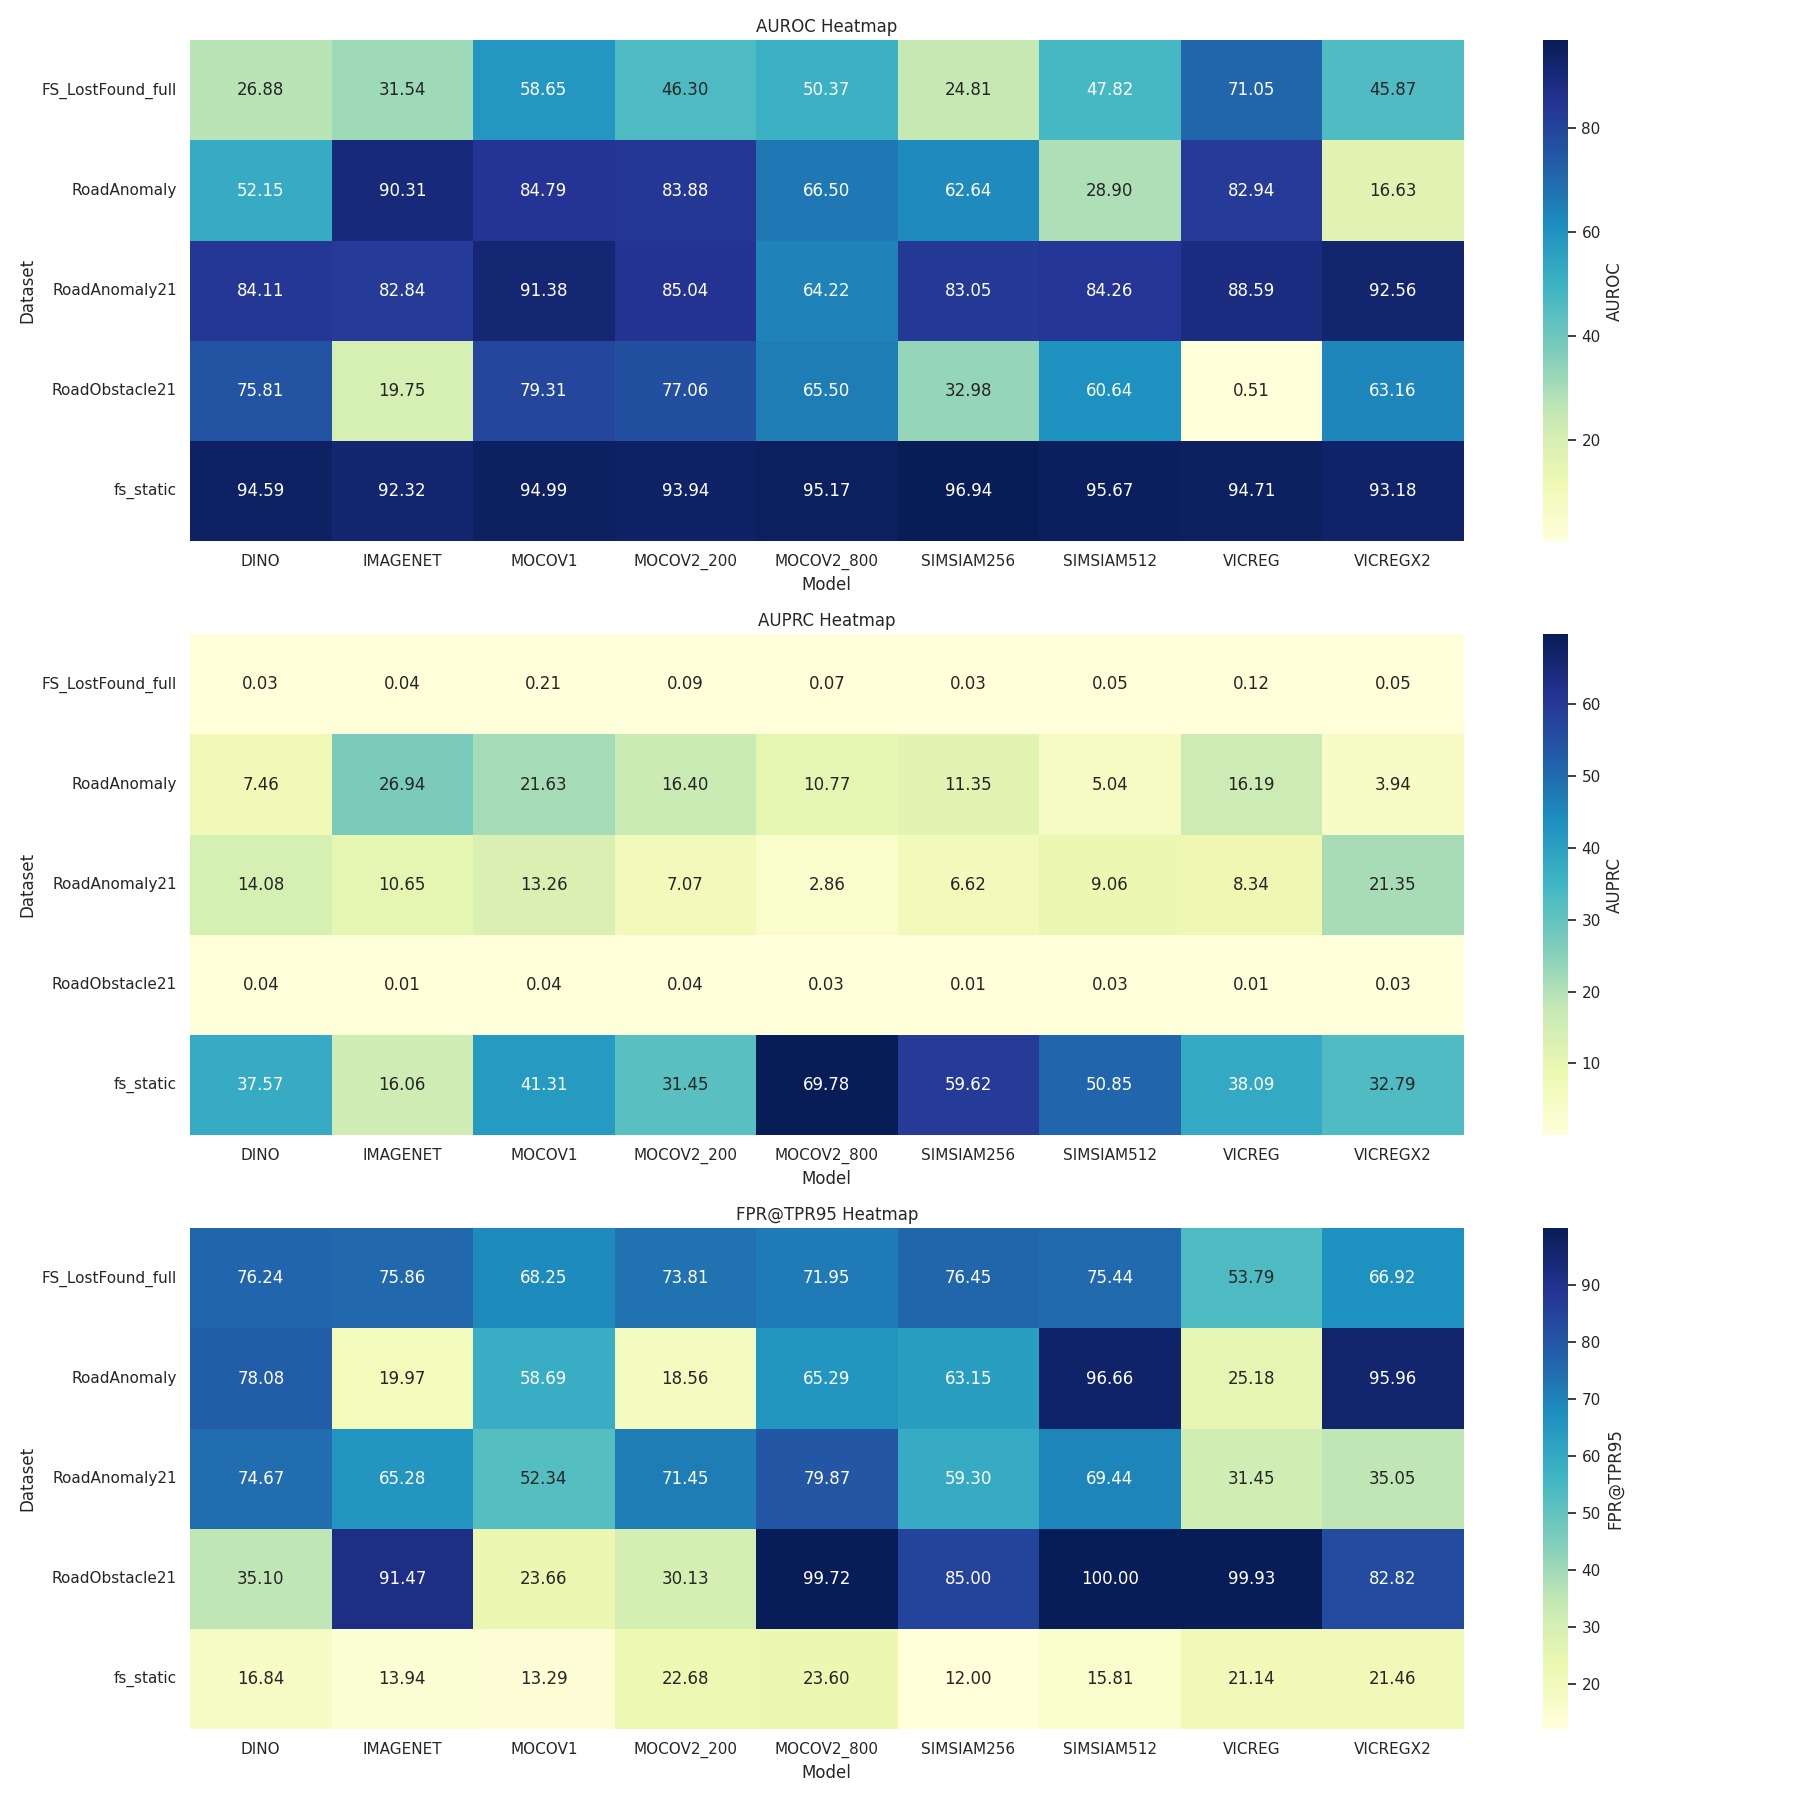 AUROC Heatmap
FS_LostFound_full 26.88 31.54 58.65 46.30 50.37 24.81 47.82 71.05 45.87
RoadAnomaly 52.15 90.31 84.79 83.88 66.50 62.64 28.90 82.94 16.63
RoadAnomaly21 84.11 82.84 91.38 85.04 64.22 83.05 84.26 88.59 92.56
RoadObstacle21 75.81 19.75 79.31 77.06 65.50 32.98 60.64 0.51 63.16
fs_static 94.59 92.32 94.99 93.94 95.17 96.94 95.67 94.71 93.18
Dataset
DINO IMAGENET MOCOV1 MOCOV2_200 MOCOV2_800 SIMSIAM256 SIMSIAM512 VICREG VICREGX2
Model
80
60
40
20
AUROC
AUPRC Heatmap
FS_LostFound_full 0.03 0.04 0.21 0.09 0.07 0.03 0.05 0.12 0.05
RoadAnomaly 7.46 26.94 21.63 16.40 10.77 11.35 5.04 16.19 3.94
RoadAnomaly21 14.08 10.65 13.26 7.07 2.86 6.62 9.06 8.34 21.35
RoadObstacle21 0.04 0.01 0.04 0.04 0.03 0.01 0.03 0.01 0.03
fs_static 37.57 16.06 41.31 31.45 69.78 59.62 50.85 38.09 32.79
Dataset
DINO IMAGENET MOCOV1 MOCOV2_200 MOCOV2_800 SIMSIAM256 SIMSIAM512 VICREG VICREGX2
Model
60
50
40
30
20
10
AUPRC
FPR@TPR95 Heatmap
FS_LostFound_full 76.24 75.86 68.25 73.81 71.95 76.45 75.44 53.79 66.92
RoadAnomaly 78.08 19.97 58.69 18.56 65.29 63.15 96.66 25.18 95.96
RoadAnomaly21 74.67 65.28 52.34 71.45 79.87 59.30 69.44 31.45 35.05
RoadObstacle21 35.10 91.47 23.66 30.13 99.72 85.00 100.00 99.93 82.82
fs_static 16.84 13.94 13.29 22.68 23.60 12.00 15.81 21.14 21.46
Dataset
DINO IMAGENET MOCOV1 MOCOV2_200 MOCOV2_800 SIMSIAM256 SIMSIAM512 VICREG VICREGX2
Model
90
80
70
60
50
40
30
20
FPR@TPR95